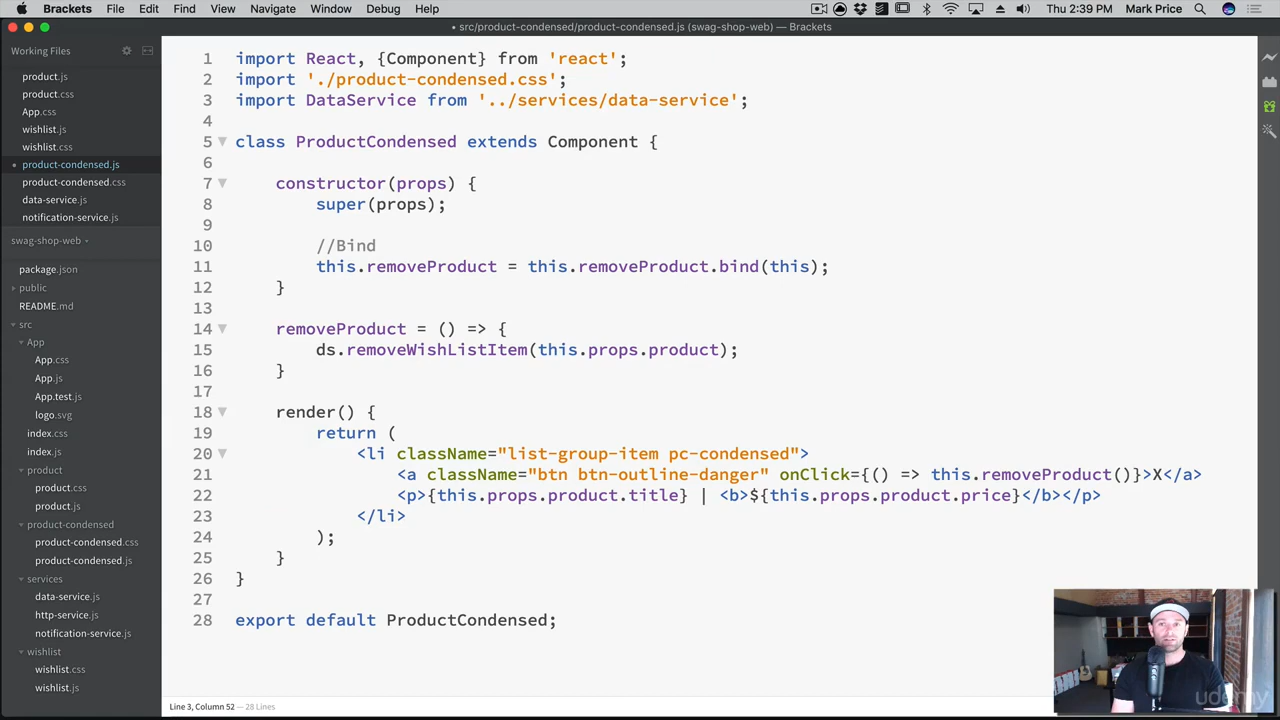 Brackets File Edit Find View Navigate Window Debug Help Thu 2:39 PM Mark Price
• src/product-condensed/product-condensed.js (swag-shop-web) — Brackets
Working Files
product.js
product.css
App.css
wishlist.js
wishlist.css
product-condensed.js
product-condensed.css
data-service.js
notification-service.js
swag-shop-web
package.json
public
README.md
src
App
App.css
App.js
App.test.js
logo.svg
index.css
index.js
product
product.css
product.js
product-condensed
product-condensed.css
product-condensed.js
services
data-service.js
http-service.js
notification-service.js
wishlist
wishlist.css
wishlist.js
1 import React, {Component} from 'react';
2 import './product-condensed.css';
3 import DataService from '../services/data-service';
4
5 class ProductCondensed extends Component {
6
7 constructor(props) {
8 super(props);
9
10 //Bind
11 this.removeProduct = this.removeProduct.bind(this);
12 }
13
14 removeProduct = () => {
15 ds.removeWishListItem(this.props.product);
16 }
17
18 render() {
19 return (
20 <li className="list-group-item pc-condensed">
21 <a className="btn btn-outline-danger" onClick={() => this.removeProduct()}>X</a>
22 <p>{this.props.product.title} | <b>${this.props.product.price}</b></p>
23 </li>
24 );
25 }
26 }
27
28 export default ProductCondensed;
Line 3, Column 52 — 28 Lines
udemy